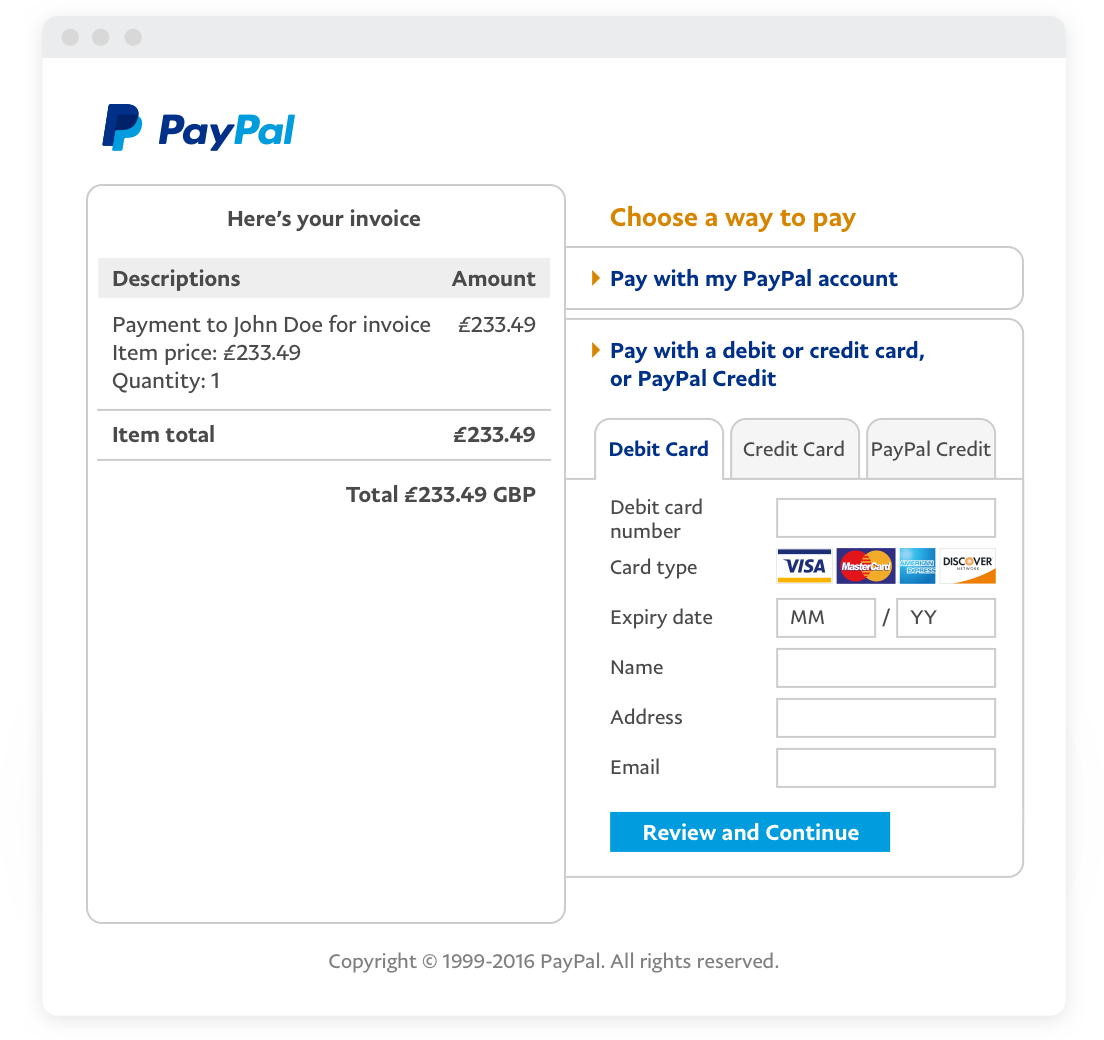 PayPal
Here's your invoice
Descriptions Amount
Payment to John Doe for invoice £233.49
Item price: £233.49
Quantity: 1
Item total £233.49
Total £233.49 GBP
Choose a way to pay
Pay with my PayPal account
Pay with a debit or credit card,
or PayPal Credit
Debit Card Credit Card PayPal Credit
Debit card
number
Card type VISA MasterCard AMERICAN EXPRESS DISCOVER NETWORK
Expiry date MM / YY
Name
Address
Email
Review and Continue
Copyright © 1999-2016 PayPal. All rights reserved.